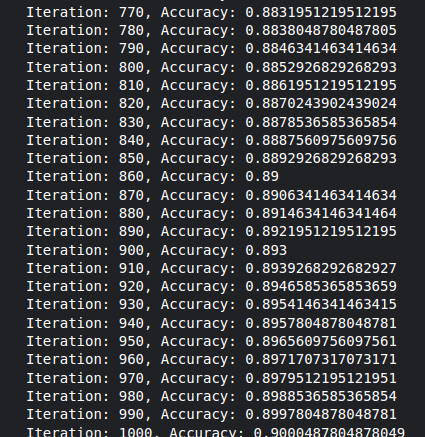 Iteration: 770, Accuracy: 0.8831951219512195
Iteration: 780, Accuracy: 0.8838048780487805
Iteration: 790, Accuracy: 0.884634146341463​4
Iteration: 800, Accuracy: 0.8852926829268293
Iteration: 810, Accuracy: 0.8861951219512195
Iteration: 820, Accuracy: 0.8870243902439024
Iteration: 830, Accuracy: 0.8878536585365854
Iteration: 840, Accuracy: 0.8887560975609756
Iteration: 850, Accuracy: 0.8892926829268293
Iteration: 860, Accuracy: 0.89
Iteration: 870, Accuracy: 0.8906341463414634
Iteration: 880, Accuracy: 0.8914634146341464
Iteration: 890, Accuracy: 0.8921951219512195
Iteration: 900, Accuracy: 0.893
Iteration: 910, Accuracy: 0.8939268292682927
Iteration: 920, Accuracy: 0.8946585365853659
Iteration: 930, Accuracy: 0.8954146341463415
Iteration: 940, Accuracy: 0.8957804878048781
Iteration: 950, Accuracy: 0.8965609756097561
Iteration: 960, Accuracy: 0.8971707317073171
Iteration: 970, Accuracy: 0.8979512195121951
Iteration: 980, Accuracy: 0.8988536585365854
Iteration: 990, Accuracy: 0.8997804878048781
Iteration: 1000, Accuracy: 0.9000487804878049